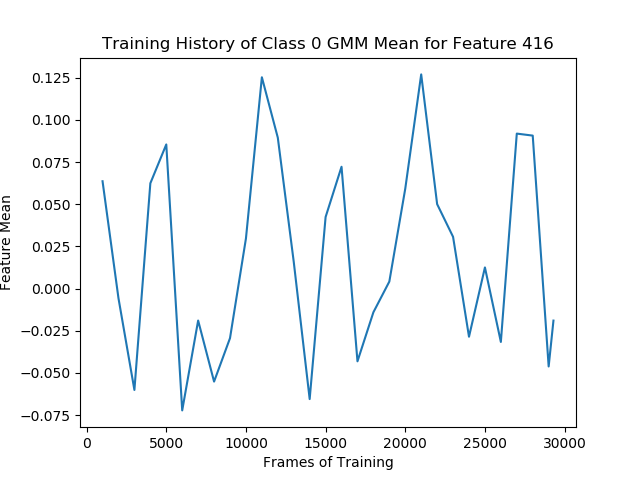 Training History of Class 0 GMM Mean for Feature 416
0.125
0.100
0.075
0.050
0.025
0.000
−0.025
−0.050
−0.075
Feature Mean
0 5000 10000 15000 20000 25000 30000
Frames of Training